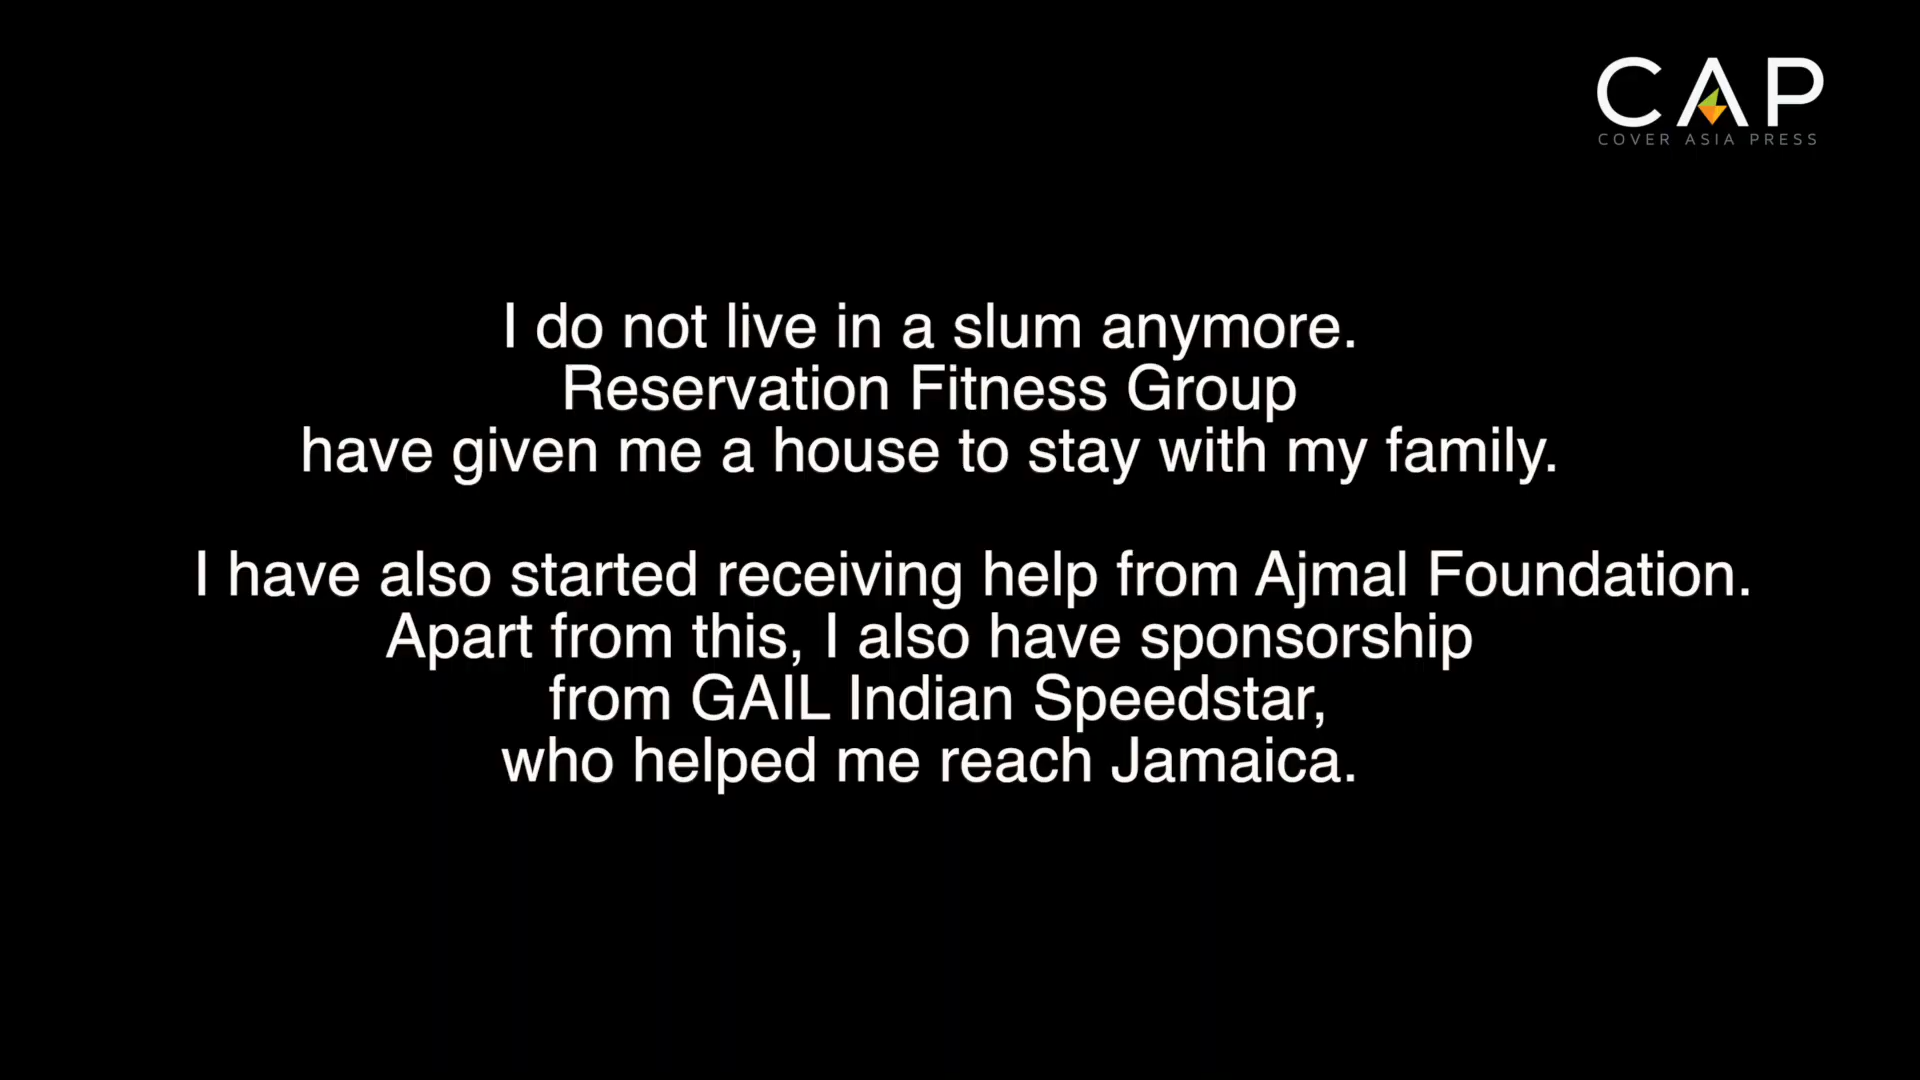 CAP
COVER ASIA PRESS
I do not live in a slum anymore.
Reservation Fitness Group
have given me a house to stay with my family.
I have also started receiving help from Ajmal Foundation.
Apart from this, I also have sponsorship
from GAIL Indian Speedstar,
who helped me reach Jamaica.